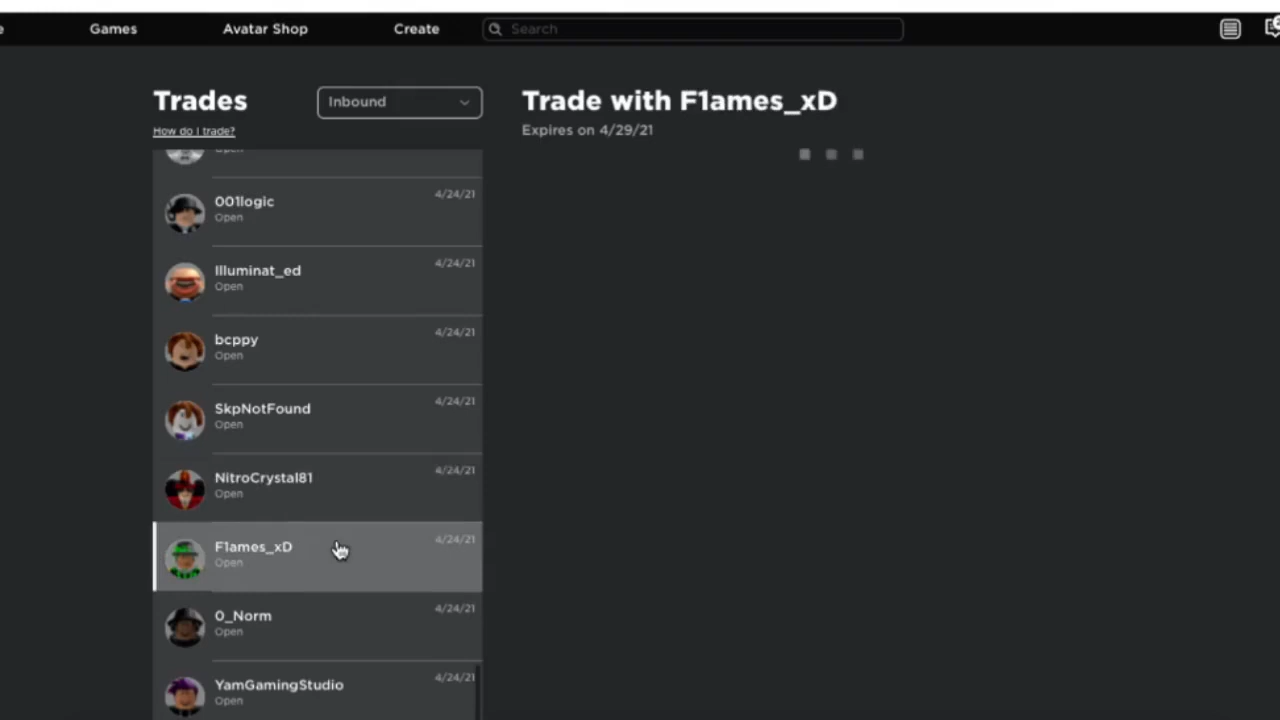 Games
Avatar Shop
Create
Search
Trades
Inbound
How do I trade?
Open
001logic
4/24/21
Open
Illuminat_ed
4/24/21
Open
bcppy
4/24/21
Open
SkpNotFound
4/24/21
Open
NitroCrystal81
4/24/21
Open
F1ames_xD
4/24/21
Open
0_Norm
4/24/21
Open
YamGamingStudio
4/24/21
Open
Trade with F1ames_xD
Expires on 4/29/21